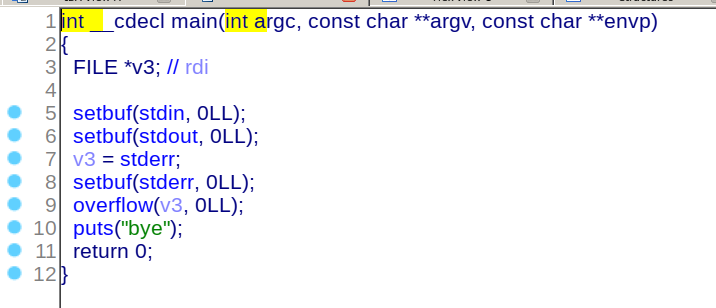 1 int __cdecl main(int argc, const char **argv, const char **envp)
2 {
3 FILE *v3; // rdi
4
5 setbuf(stdin, 0LL);
6 setbuf(stdout, 0LL);
7 v3 = stderr;
8 setbuf(stderr, 0LL);
9 overflow(v3, 0LL);
10 puts("bye");
11 return 0;
12 }